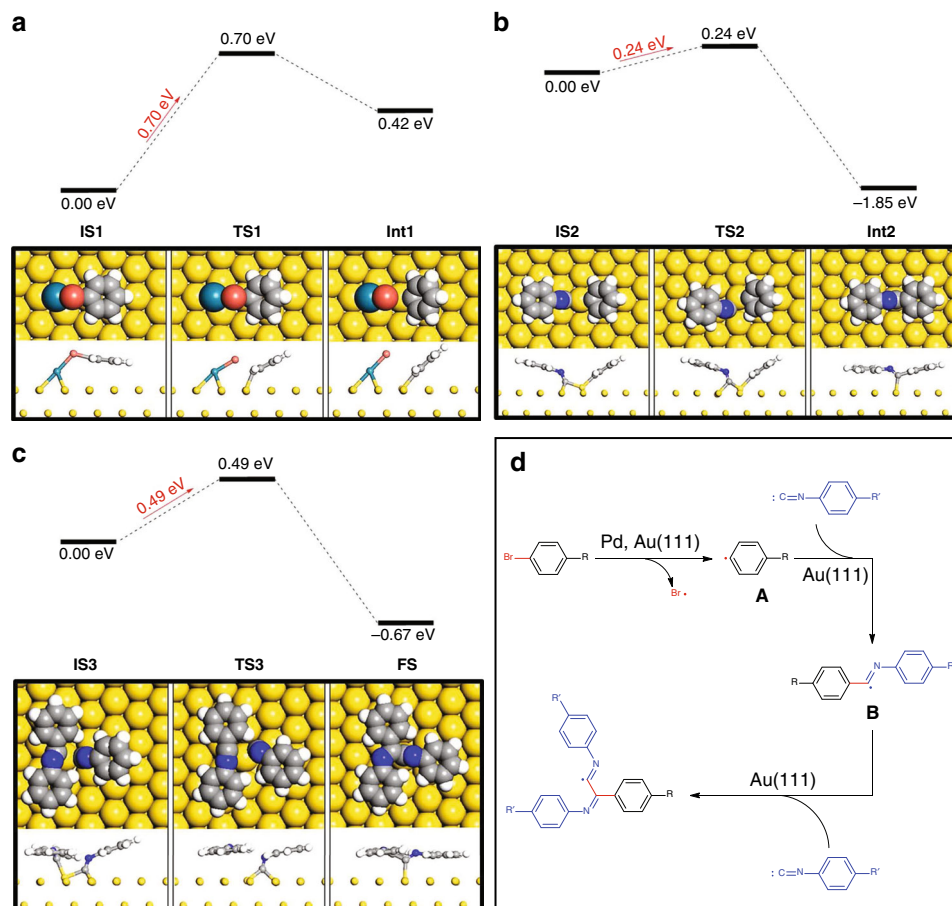 a
0.70 eV
0.70 eV
0.42 eV
0.00 eV
IS1 TS1 Int1
b
0.24 eV
0.24 eV
0.00 eV
−1.85 eV
IS2 TS2 Int2
c
0.49 eV
0.49 eV
0.00 eV
−0.67 eV
IS3 TS3 FS
d
:C=N R'
Br R Pd, Au(111) R
Br
A Au(111)
R N R'
B
R'
N R Au(111)
R' N
:C=N R'